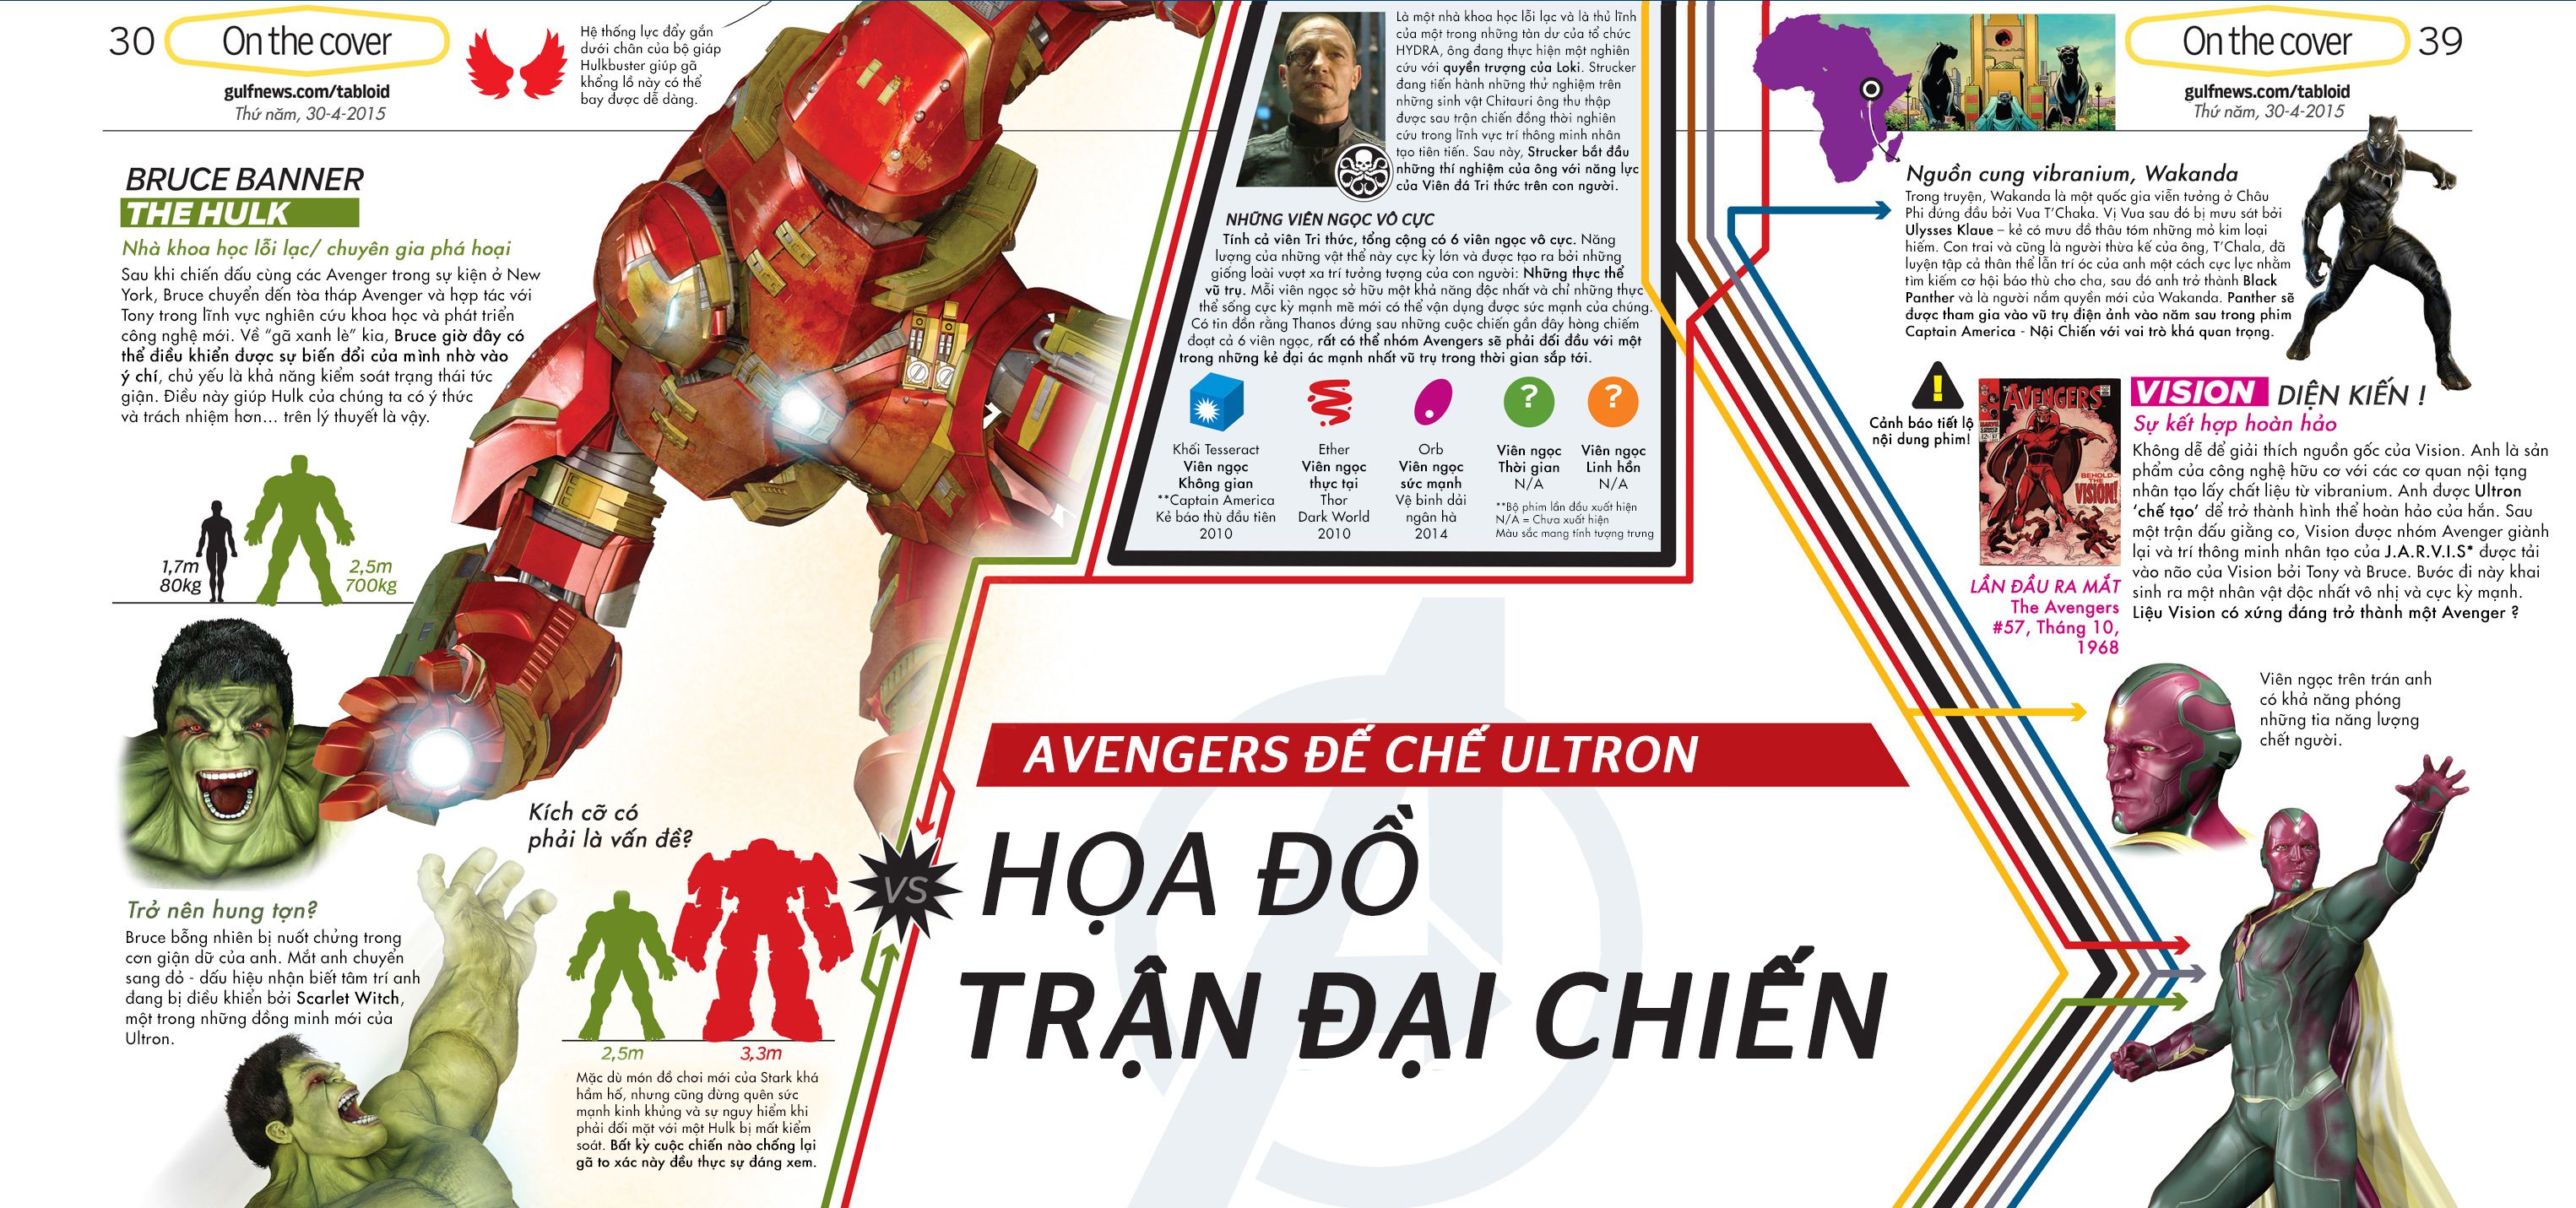 30
On the cover
gulfnews.com/tabloid
Thứ năm, 30-4-2015
Hệ thống lực đẩy gắn
dưới chân của bộ giáp
Hulkbuster giúp gã
khổng lồ này có thể
bay được dễ dàng.
BRUCE BANNER
THE HULK
Nhà khoa học lỗi lạc/ chuyên gia phá hoại
Sau khi chiến đấu cùng các Avenger trong sự kiện ở New
York, Bruce chuyển đến tòa tháp Avenger và hợp tác với
Tony trong lĩnh vực nghiên cứu khoa học và phát triển
công nghệ mới. Về “gã xanh lè” kia, Bruce giờ đây có
thể điều khiển được sự biến đổi của mình nhờ vào
ý chí, chủ yếu là khả năng kiểm soát trạng thái tức
giận. Điều này giúp Hulk của chúng ta có ý thức
và trách nhiệm hơn... trên lý thuyết là vậy.
1,7m
80kg
2,5m
700kg
Trở nên hung tợn?
Bruce bỗng nhiên bị nuốt chửng trong
cơn giận dữ của anh. Mắt anh chuyển
sang đỏ - dấu hiệu nhận biết tâm trí anh
đang bị điều khiển bởi Scarlet Witch,
một trong những đồng minh mới của
Ultron.
Kích cỡ có
phải là vấn đề?
2,5m
3,3m
Mặc dù món đồ chơi mới của Stark khá
hầm hố, nhưng cũng đừng quên sức
mạnh kinh khủng và sự nguy hiểm khi
phải đối mặt với một Hulk bị mất kiểm
soát. Bất kỳ cuộc chiến nào chống lại
gã to xác này đều thực sự đáng xem.
VS
Là một nhà khoa học lỗi lạc và là thủ lĩnh
của một trong những tàn dư của tổ chức
HYDRA, ông đang thực hiện một nghiên
cứu với quyền trượng của Loki. Strucker
đang tiến hành những thử nghiệm trên
những sinh vật Chitauri ông thu thập
được sau trận chiến đồng thời nghiên
cứu trong lĩnh vực trí thông minh nhân
tạo tiên tiến. Sau này, Strucker bắt đầu
những thí nghiệm của ông với năng lực
của Viên đá Tri thức trên con người.
NHỮNG VIÊN NGỌC VÔ CỰC
Tính cả viên Tri thức, tổng cộng có 6 viên ngọc vô cực. Năng
lượng của những vật thể này cực kỳ lớn và được tạo ra bởi những
giống loài vượt xa trí tưởng tượng của con người: Những thực thể
vũ trụ. Mỗi viên ngọc sở hữu một khả năng độc nhất và chỉ những thực
thể sống cực kỳ mạnh mẽ mới có thể vận dụng được sức mạnh của chúng.
Có tin đồn rằng Thanos đứng sau những cuộc chiến gần đây hòng chiếm
đoạt cả 6 viên ngọc, rất có thể nhóm Avengers sẽ phải đối đầu với một
trong những kẻ đại ác mạnh nhất vũ trụ trong thời gian sắp tới.
Khối Tesseract
Viên ngọc
Không gian
**Captain America
Kẻ báo thù đầu tiên
2010
Ether
Viên ngọc
thực tại
Thor
Dark World
2010
Orb
Viên ngọc
sức mạnh
Vệ binh dải
ngân hà
2014
?
Viên ngọc
Thời gian
N/A
?
Viên ngọc
Linh hồn
N/A
**Bộ phim lần đầu xuất hiện
N/A = Chưa xuất hiện
Màu sắc mang tính tượng trưng
AVENGERS ĐẾ CHẾ ULTRON
HỌA ĐỒ
TRẬN ĐẠI CHIẾN
On the cover
39
gulfnews.com/tabloid
Thứ năm, 30-4-2015
Nguồn cung vibranium, Wakanda
Trong truyện, Wakanda là một quốc gia viễn tưởng ở Châu
Phi đứng đầu bởi Vua T’Chaka. Vị Vua sau đó bị mưu sát bởi
Ulysses Klaue – kẻ có mưu đồ thâu tóm những mỏ kim loại
hiếm. Con trai và cũng là người thừa kế của ông, T’Chala, đã
luyện tập cả thân thể lẫn trí óc của anh một cách cực lực nhằm
tìm kiếm cơ hội báo thù cho cha, sau đó anh trở thành Black
Panther và là người nắm quyền mới của Wakanda. Panther sẽ
được tham gia vào vũ trụ điện ảnh vào năm sau trong phim
Captain America - Nội Chiến với vai trò khá quan trọng.
!
Cảnh báo tiết lộ
nội dung phim!
THE AVENGERS
BEHOLD...
THE
VISION!
LẦN ĐẦU RA MẮT
The Avengers
#57, Tháng 10,
1968
VISION DIỆN KIẾN !
Sự kết hợp hoàn hảo
Không dễ để giải thích nguồn gốc của Vision. Anh là sản
phẩm của công nghệ hữu cơ với các cơ quan nội tạng
nhân tạo lấy chất liệu từ vibranium. Anh được Ultron
‘chế tạo’ để trở thành hình thể hoàn hảo của hắn. Sau
một trận đấu giằng co, Vision được nhóm Avenger giành
lại và trí thông minh nhân tạo của J.A.R.V.I.S* được tải
vào não của Vision bởi Tony và Bruce. Bước đi này khai
sinh ra một nhân vật độc nhất vô nhị và cực kỳ mạnh.
Liệu Vision có xứng đáng trở thành một Avenger ?
Viên ngọc trên trán anh
có khả năng phóng
những tia năng lượng
chết người.